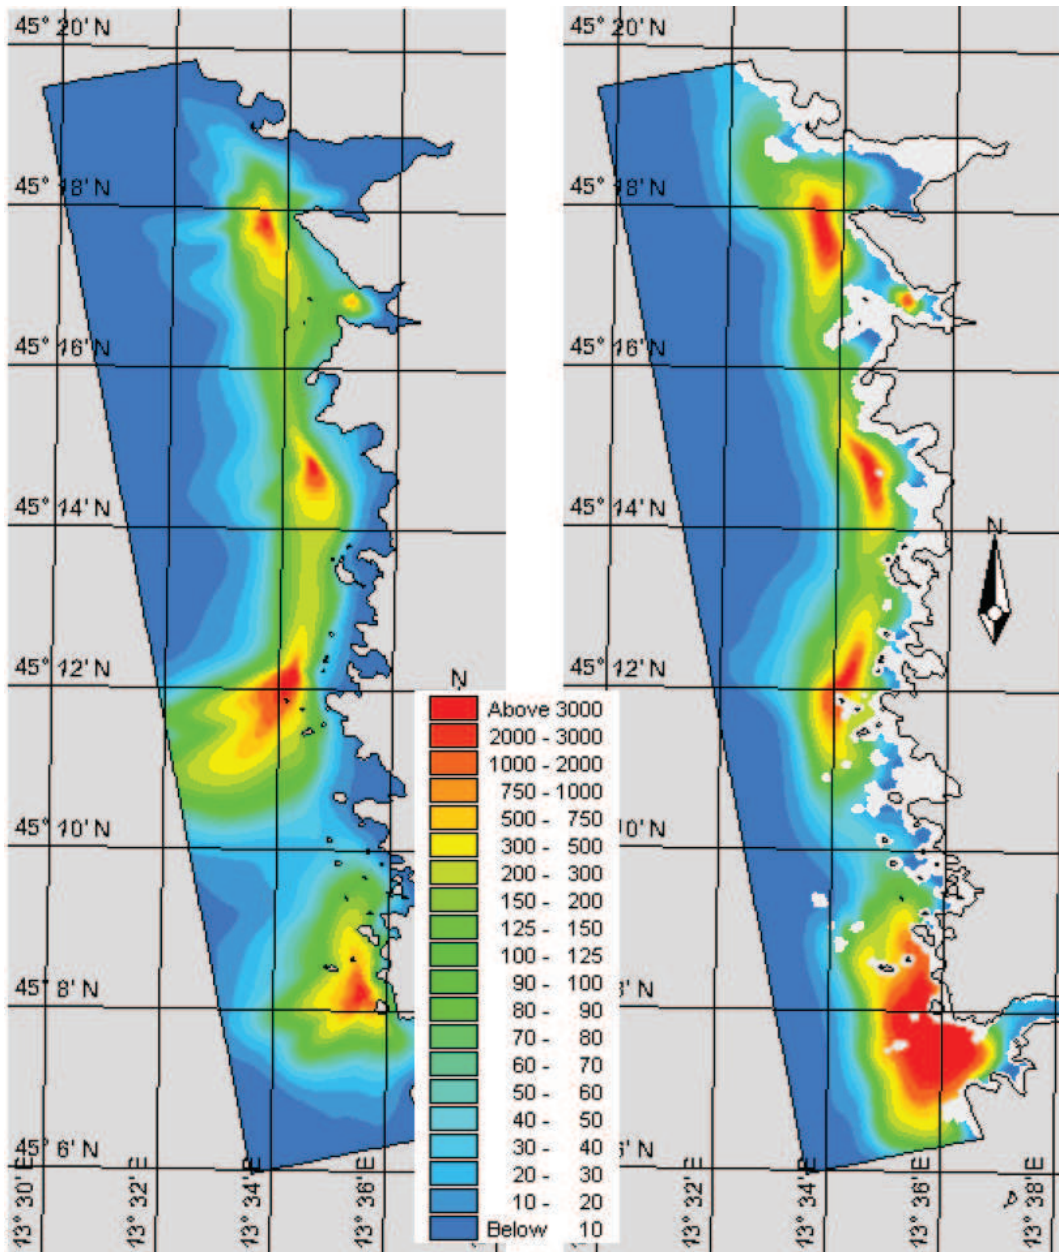 45° 20' N
45° 18' N
45° 16' N
45° 14' N
45° 12' N
45° 10' N
45° 8' N
45° 6' N
13° 30' E
13° 32' E
13° 34' E
13° 36' E
N
Above 3000
2000 - 3000
1000 - 2000
750 - 1000
500 - 750
300 - 500
200 - 300
150 - 200
125 - 150
100 - 125
90 - 100
80 - 90
70 - 80
60 - 70
50 - 60
40 - 50
30 - 40
20 - 30
10 - 20
Below 10
45° 20' N
45° 18' N
45° 16' N
45° 14' N
45° 12' N
0' N
8' N
6' N
N
13° 34' E
13° 36' E
13° 38' E